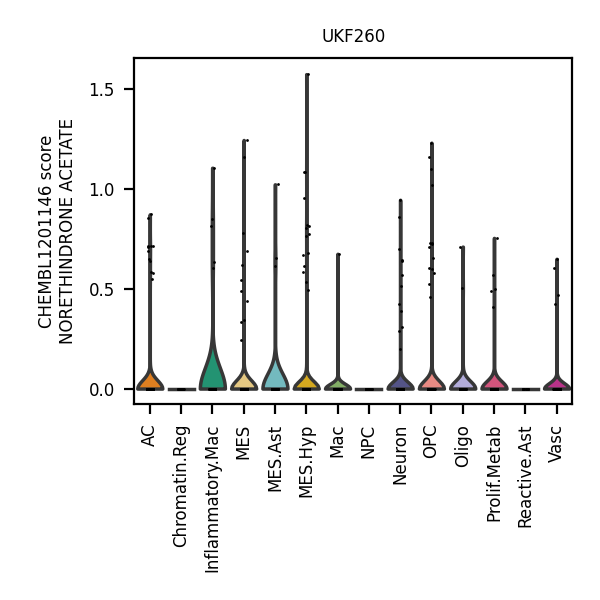 UKF260
CHEMBL1201146 score
NORETHINDRONE ACETATE
1.5
1.0
0.5
0.0
AC
Chromatin.Reg
Inflammatory.Mac
MES
MES.Ast
MES.Hyp
Mac
NPC
Neuron
OPC
Oligo
Prolif.Metab
Reactive.Ast
Vasc